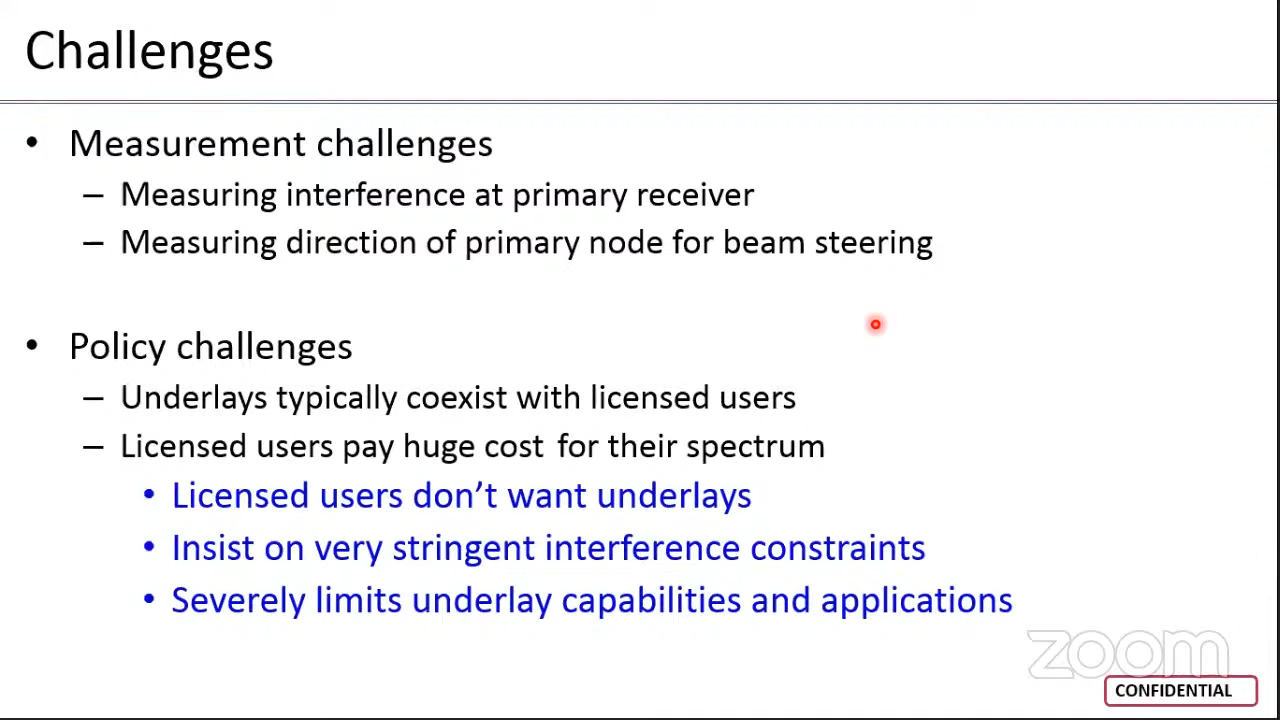 Challenges
• Measurement challenges
– Measuring interference at primary receiver
– Measuring direction of primary node for beam steering
• Policy challenges
– Underlays typically coexist with licensed users
– Licensed users pay huge cost for their spectrum
• Licensed users don’t want underlays
• Insist on very stringent interference constraints
• Severely limits underlay capabilities and applications
zoom
CONFIDENTIAL